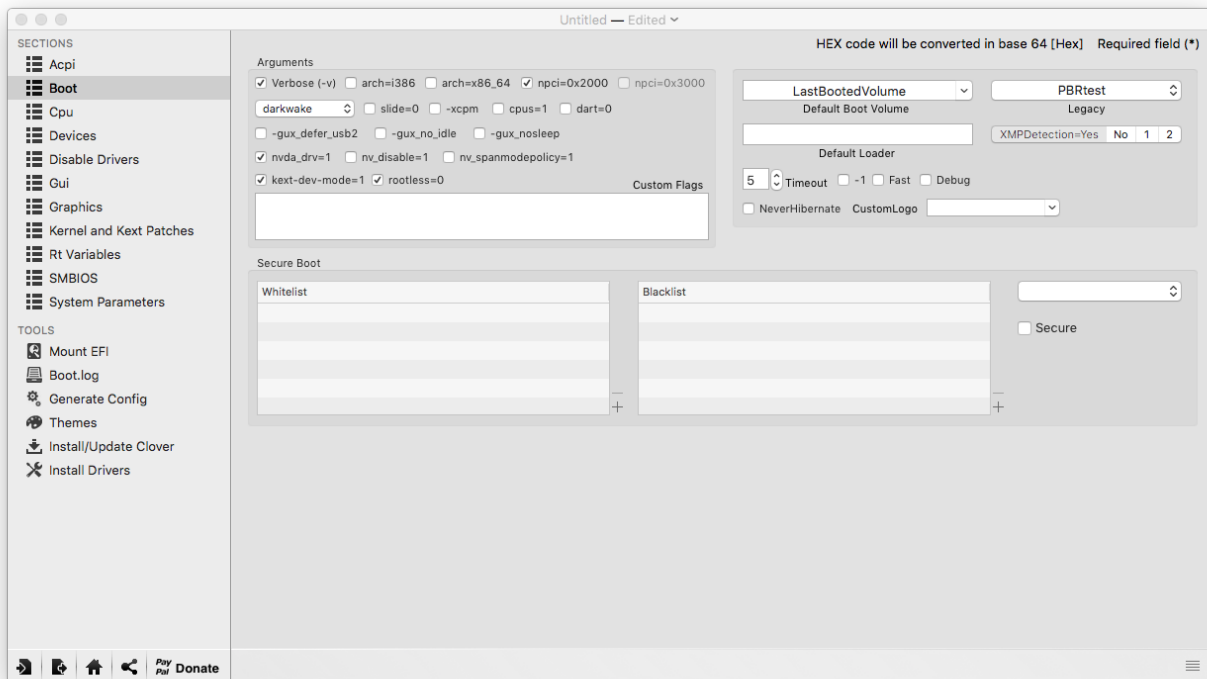 Untitled — Edited
SECTIONS
Acpi
Boot
Cpu
Devices
Disable Drivers
Gui
Graphics
Kernel and Kext Patches
Rt Variables
SMBIOS
System Parameters
TOOLS
Mount EFI
Boot.log
Generate Config
Themes
Install/Update Clover
Install Drivers
Pay Pal Donate
HEX code will be converted in base 64 [Hex] Required field (*)
Arguments
Verbose (-v) arch=i386 arch=x86_64 npci=0x2000 npci=0x3000
darkwake slide=0 -xcpm cpus=1 dart=0
-gux_defer_usb2 -gux_no_idle -gux_nosleep
nvda_drv=1 nv_disable=1 nv_spanmodepolicy=1
kext-dev-mode=1 rootless=0 Custom Flags
LastBootedVolume PBRtest
Default Boot Volume Legacy
XMPDetection=Yes No 1 2
Default Loader
5 Timeout -1 Fast Debug
NeverHibernate CustomLogo
Secure Boot
Whitelist Blacklist
Secure